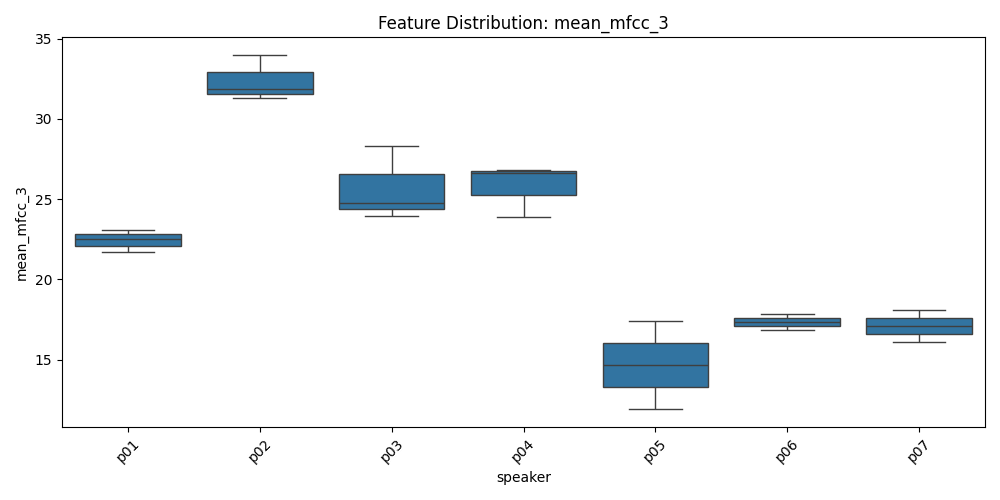 Feature Distribution: mean_mfcc_3
35
30
25
20
15
mean_mfcc_3
p01 p02 p03 p04 p05 p06 p07
speaker